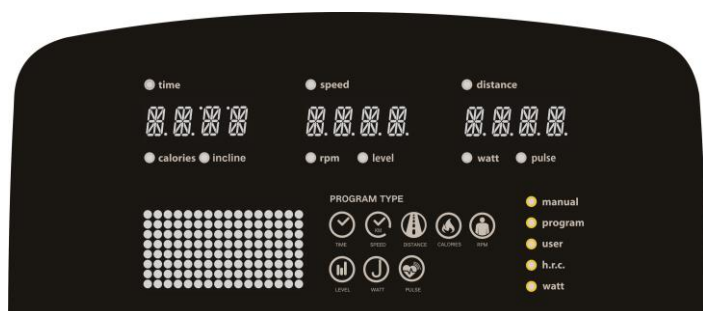 time speed distance
calories incline rpm level watt pulse
PROGRAM TYPE
TIME SPEED DISTANCE CALORIES RPM
LEVEL WATT PULSE
manual
program
user
h.r.c.
watt